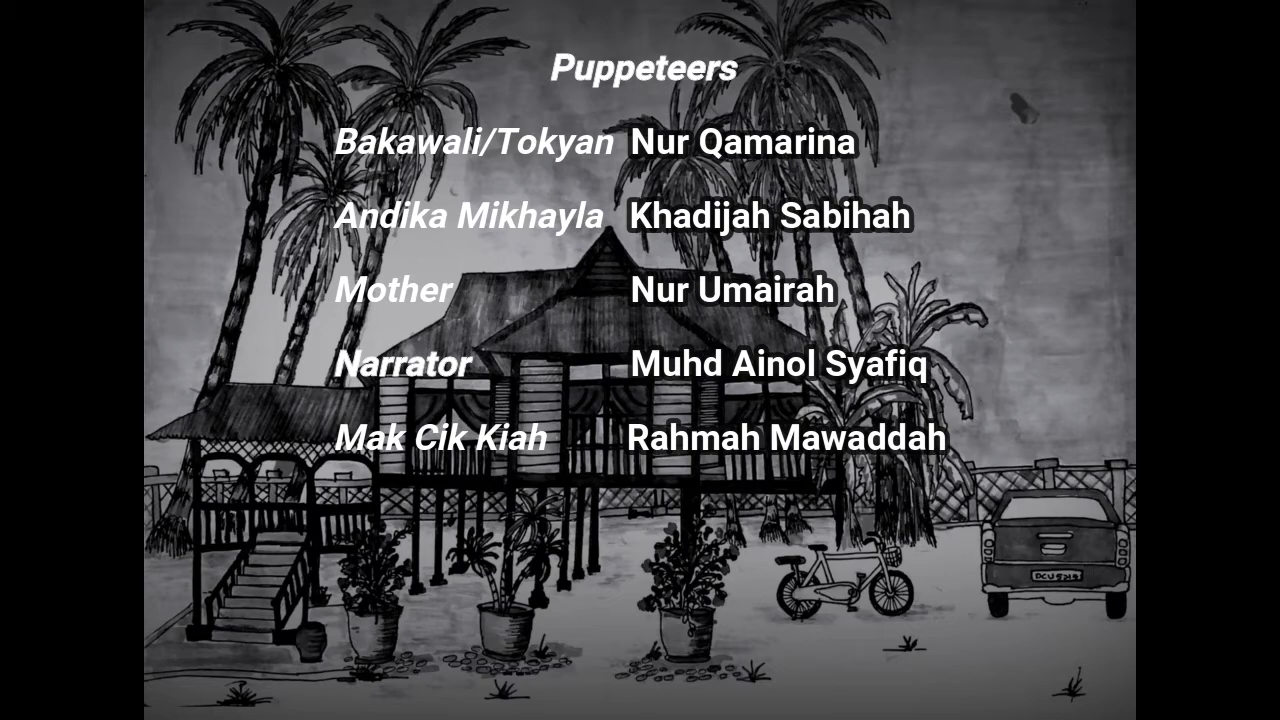 Puppeteers
Bakawali/Tokyan Nur Qamarina
Andika Mikhayla Khadijah Sabihah
Mother Nur Umairah
Narrator Muhd Ainol Syafiq
Mak Cik Kiah Rahmah Mawaddah